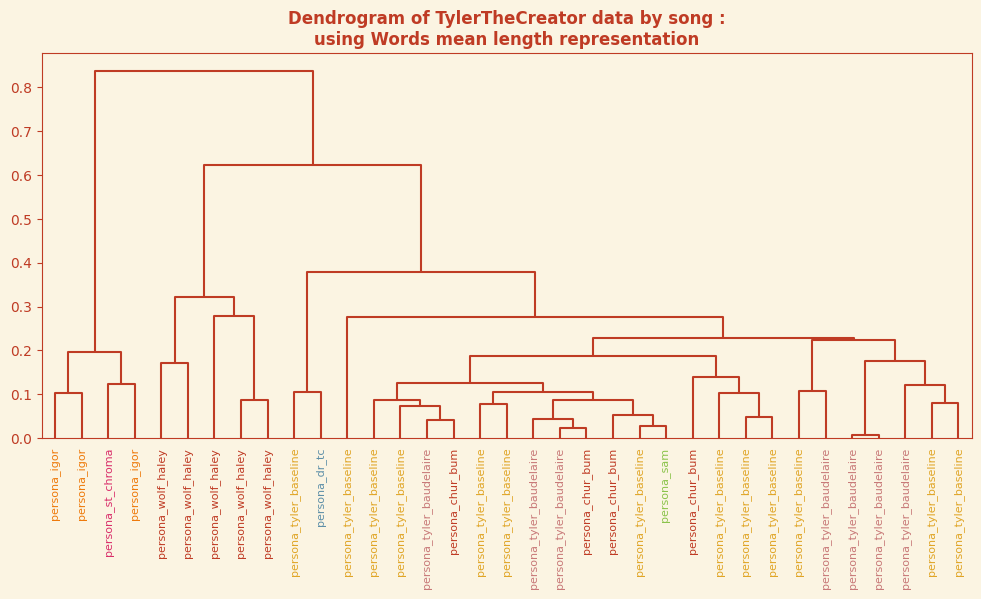 Dendrogram of TylerTheCreator data by song :
using Words mean length representation
0.8
0.7
0.6
0.5
0.4
0.3
0.2
0.1
0.0
persona_igor
persona_igor
persona_st_chroma
persona_igor
persona_wolf_haley
persona_wolf_haley
persona_wolf_haley
persona_wolf_haley
persona_wolf_haley
persona_tyler_baseline
persona_dr_tc
persona_tyler_baseline
persona_tyler_baseline
persona_tyler_baseline
persona_tyler_baudelaire
persona_chur_bum
persona_tyler_baseline
persona_tyler_baseline
persona_tyler_baudelaire
persona_tyler_baudelaire
persona_chur_bum
persona_chur_bum
persona_tyler_baseline
persona_sam
persona_chur_bum
persona_tyler_baseline
persona_tyler_baseline
persona_tyler_baseline
persona_tyler_baseline
persona_tyler_baudelaire
persona_tyler_baudelaire
persona_tyler_baudelaire
persona_tyler_baudelaire
persona_tyler_baseline
persona_tyler_baseline